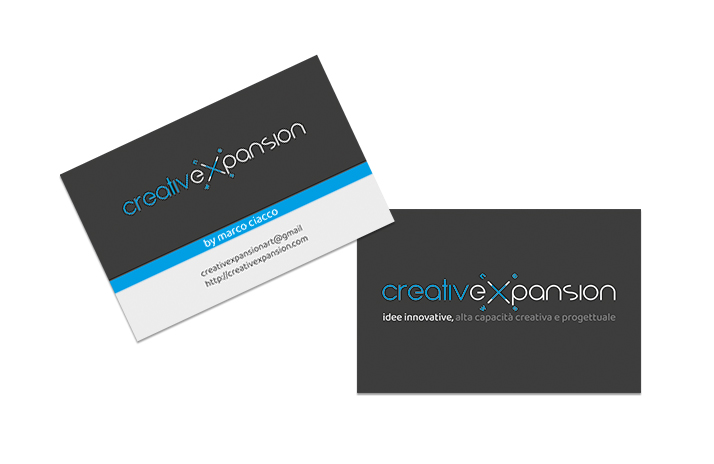 creativexpansion
by marco ciacco
creativexpansionart@gmail
http://creativexpansion.com
creativexpansion
idee innovative, alta capacità creativa e progettuale